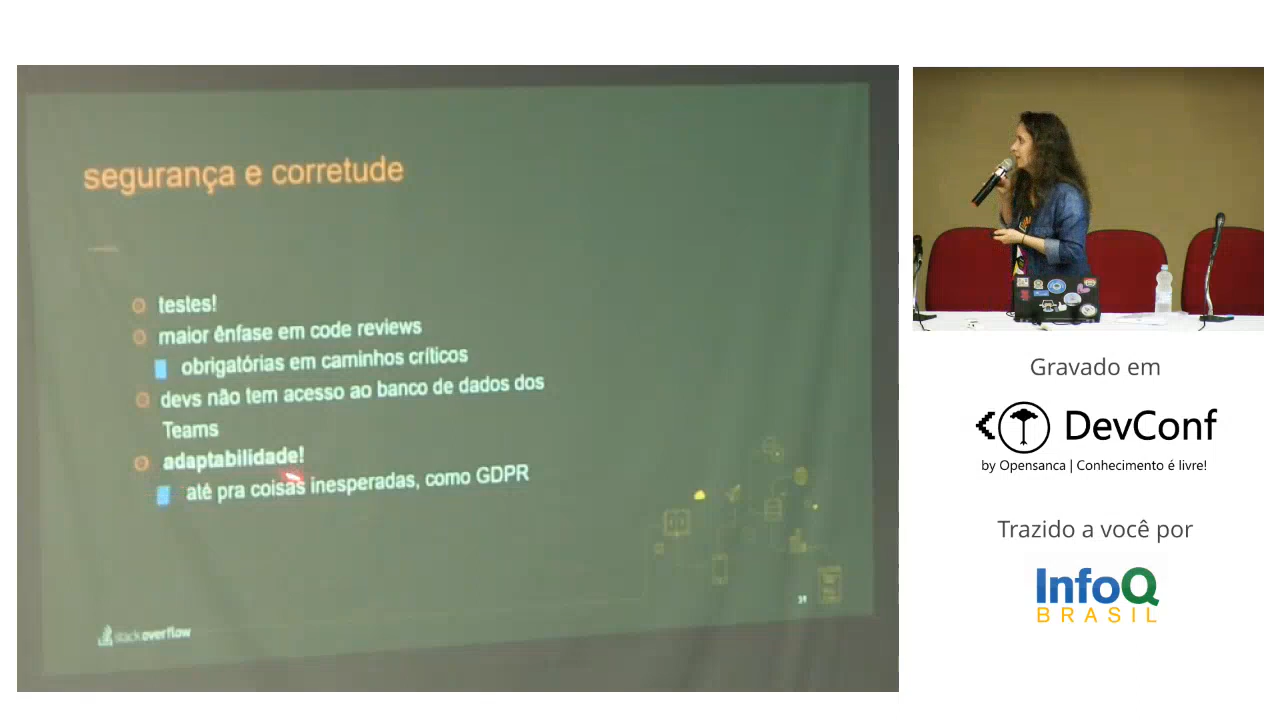 segurança e corretude
testes!
maior ênfase em code reviews
obrigatórias em caminhos críticos
devs não tem acesso ao banco de dados dos
Teams
adaptabilidade!
até pra coisas inesperadas, como GDPR
39
stackoverflow
Gravado em
DevConf
by Opensanca | Conhecimento é livre!
Trazido a você por
InfoQ
BRASIL